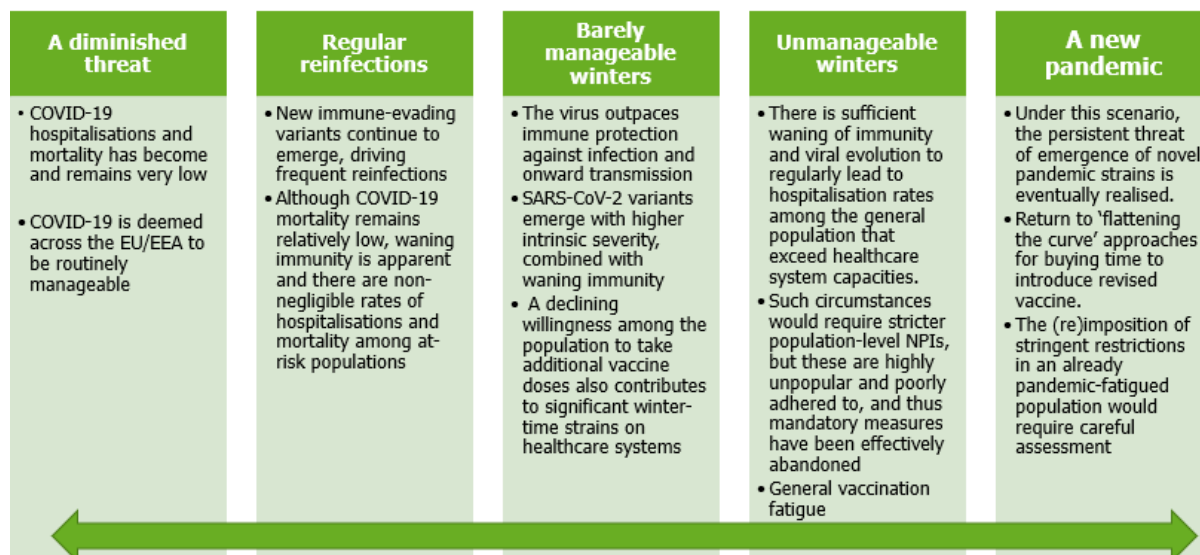 A diminished
threat
• COVID-19
hospitalisations and
mortality has become
and remains very low
• COVID-19 is deemed
across the EU/EEA to
be routinely
manageable
Regular
reinfections
• New immune-evading
variants continue to
emerge, driving
frequent reinfections
• Although COVID-19
mortality remains
relatively low, waning
immunity is apparent
and there are non-
negligible rates of
hospitalisations and
mortality among at-
risk populations
Barely
manageable
winters
• The virus outpaces
immune protection
against infection and
onward transmission
• SARS-CoV-2 variants
emerge with higher
intrinsic severity,
combined with
waning immunity
• A declining
willingness among the
population to take
additional vaccine
doses also contributes
to significant winter-
time strains on
healthcare systems
Unmanageable
winters
• There is sufficient
waning of immunity
and viral evolution to
regularly lead to
hospitalisation rates
among the general
population that
exceed healthcare
system capacities.
• Such circumstances
would require stricter
population-level NPIs,
but these are highly
unpopular and poorly
adhered to, and thus
mandatory measures
have been effectively
abandoned
• General vaccination
fatigue
A new
pandemic
• Under this scenario,
the persistent threat
of emergence of novel
pandemic strains is
eventually realised.
• Return to ‘flattening
the curve’ approaches
for buying time to
introduce revised
vaccine.
• The (re)imposition of
stringent restrictions
in an already
pandemic-fatigued
population would
require careful
assessment